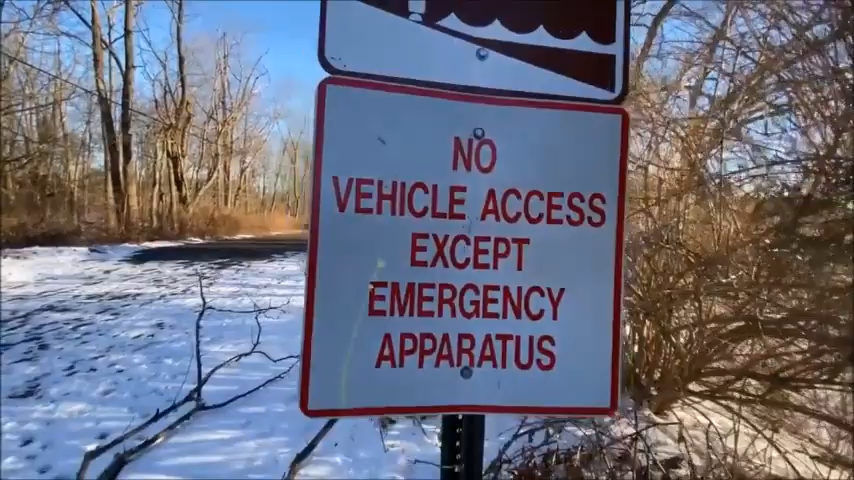 NO
VEHICLE ACCESS
EXCEPT
EMERGENCY
APPARATUS